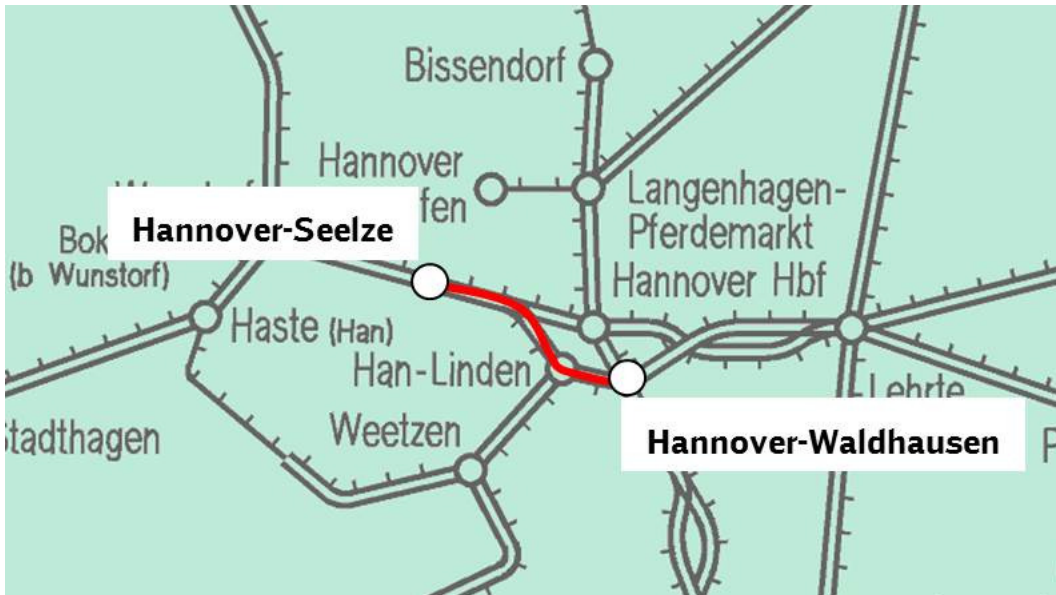 Bissendorf
Hannover
fen
Langenhagen-
Pferdemarkt
Hannover-Seelze
Bok
(b Wunstorf)
Hannover Hbf
Haste (Han)
Han-Linden
Lehrte
Weetzen
Stadthagen
Hannover-Waldhausen
P